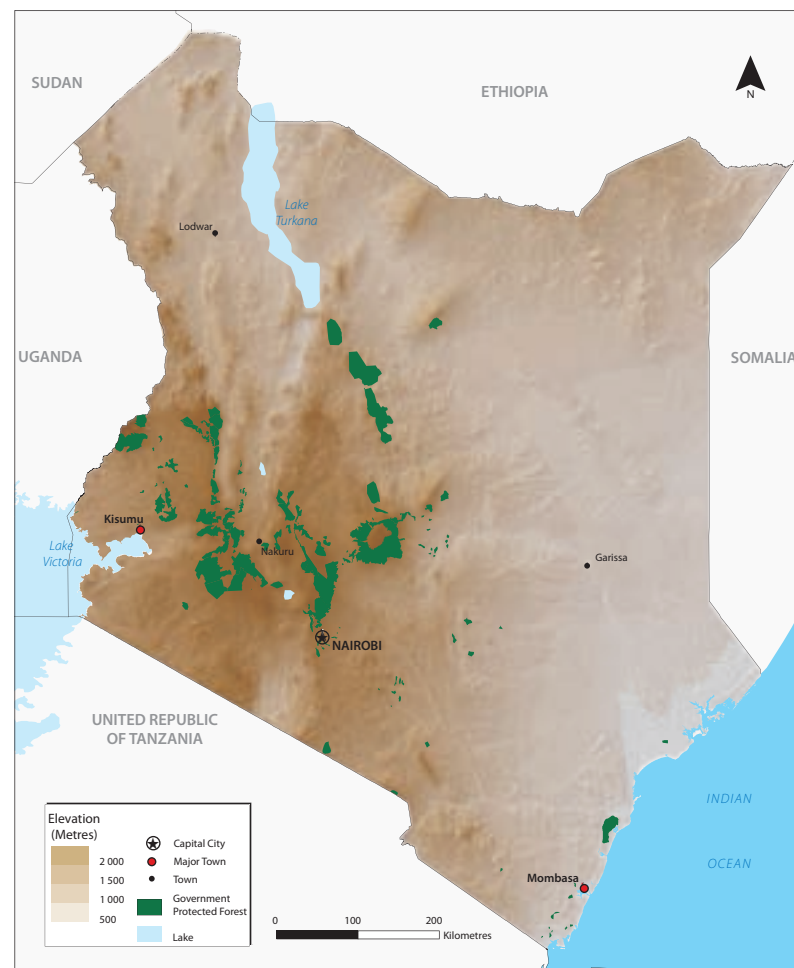 SUDAN
ETHIOPIA
N
Lake
Turkana
Lodwar
UGANDA
SOMALIA
Kisumu
Lake
Victoria
Nakuru
Garissa
NAIROBI
UNITED REPUBLIC
OF TANZANIA
INDIAN
OCEAN
Mombasa
Elevation
(Metres)
2 000
1 500
1 000
500
Capital City
Major Town
Town
Government
Protected Forest
Lake
0 100 200
Kilometres